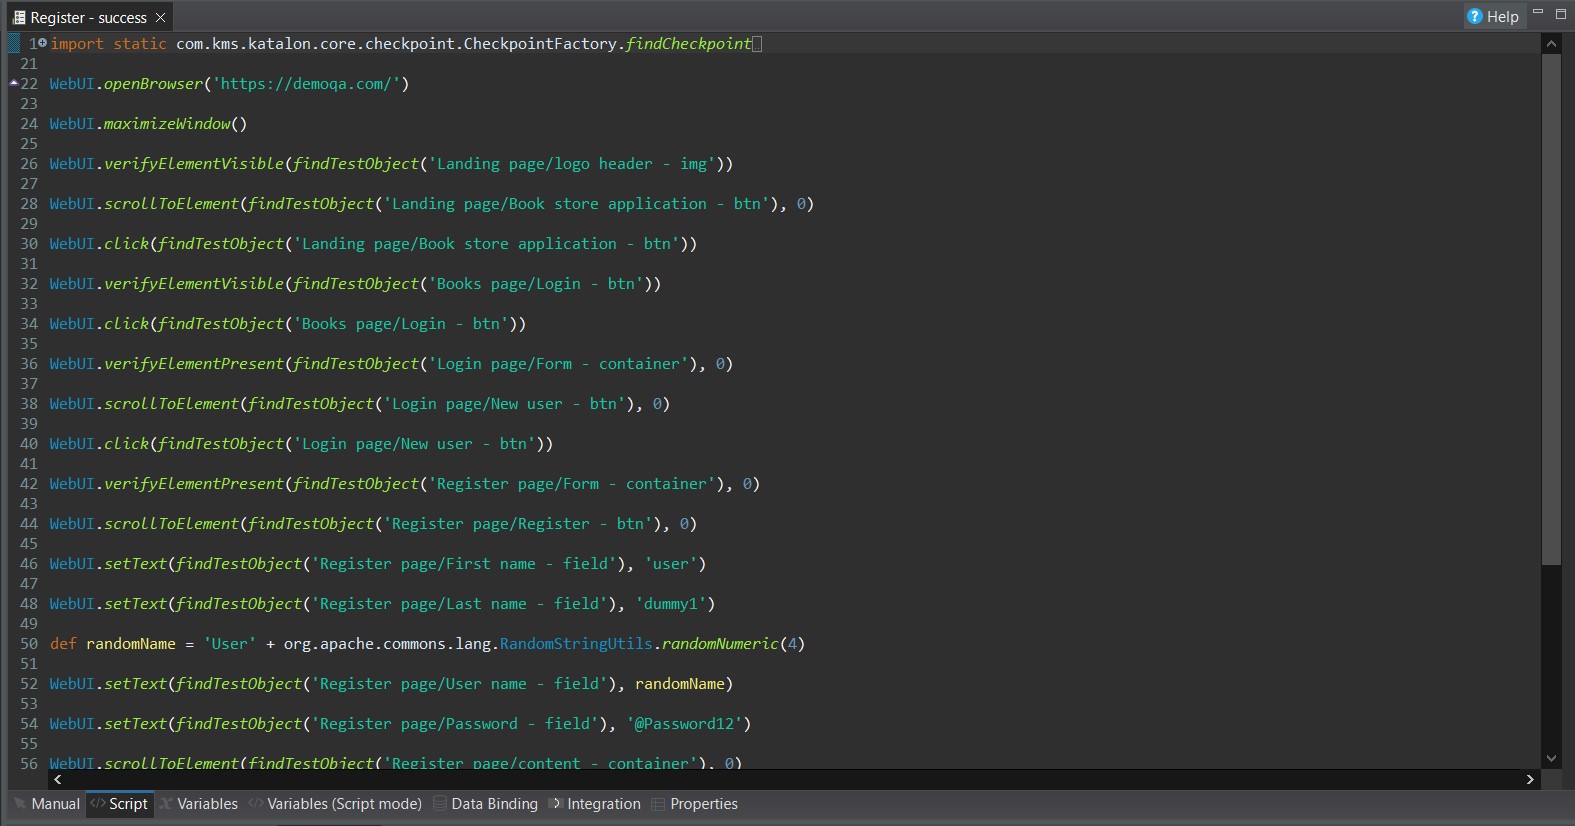 Register - success
Help
1 import static com.kms.katalon.core.checkpoint.CheckpointFactory.findCheckpoint
21
22 WebUI.openBrowser('https://demoqa.com/')
23
24 WebUI.maximizeWindow()
25
26 WebUI.verifyElementVisible(findTestObject('Landing page/logo header - img'))
27
28 WebUI.scrollToElement(findTestObject('Landing page/Book store application - btn'), 0)
29
30 WebUI.click(findTestObject('Landing page/Book store application - btn'))
31
32 WebUI.verifyElementVisible(findTestObject('Books page/Login - btn'))
33
34 WebUI.click(findTestObject('Books page/Login - btn'))
35
36 WebUI.verifyElementPresent(findTestObject('Login page/Form - container'), 0)
37
38 WebUI.scrollToElement(findTestObject('Login page/New user - btn'), 0)
39
40 WebUI.click(findTestObject('Login page/New user - btn'))
41
42 WebUI.verifyElementPresent(findTestObject('Register page/Form - container'), 0)
43
44 WebUI.scrollToElement(findTestObject('Register page/Register - btn'), 0)
45
46 WebUI.setText(findTestObject('Register page/First name - field'), 'user')
47
48 WebUI.setText(findTestObject('Register page/Last name - field'), 'dummy1')
49
50 def randomName = 'User' + org.apache.commons.lang.RandomStringUtils.randomNumeric(4)
51
52 WebUI.setText(findTestObject('Register page/User name - field'), randomName)
53
54 WebUI.setText(findTestObject('Register page/Password - field'), '@Password12')
55
56 WebUI.scrollToElement(findTestObject('Register page/content - container'), 0)
Manual </> Script Variables </> Variables (Script mode) Data Binding Integration Properties